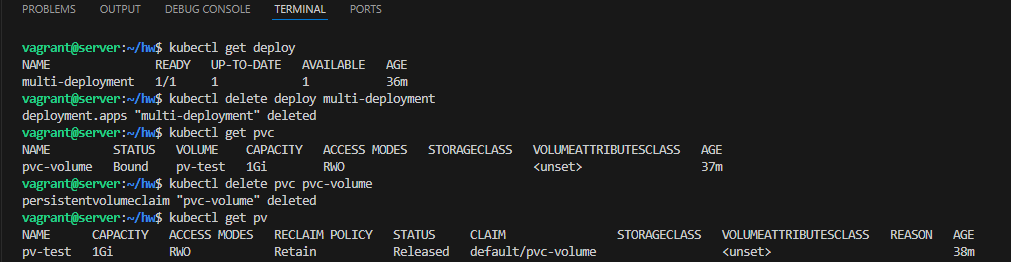 PROBLEMS OUTPUT DEBUG CONSOLE TERMINAL PORTS
vagrant@server:~/hw$ kubectl get deploy
NAME READY UP-TO-DATE AVAILABLE AGE
multi-deployment 1/1 1 1 36m
vagrant@server:~/hw$ kubectl delete deploy multi-deployment
deployment.apps "multi-deployment" deleted
vagrant@server:~/hw$ kubectl get pvc
NAME STATUS VOLUME CAPACITY ACCESS MODES STORAGECLASS VOLUMEATTRIBUTESCLASS AGE
pvc-volume Bound pv-test 1Gi RWO <unset> 37m
vagrant@server:~/hw$ kubectl delete pvc pvc-volume
persistentvolumeclaim "pvc-volume" deleted
vagrant@server:~/hw$ kubectl get pv
NAME CAPACITY ACCESS MODES RECLAIM POLICY STATUS CLAIM STORAGECLASS VOLUMEATTRIBUTESCLASS REASON AGE
pv-test 1Gi RWO Retain Released default/pvc-volume <unset> 38m